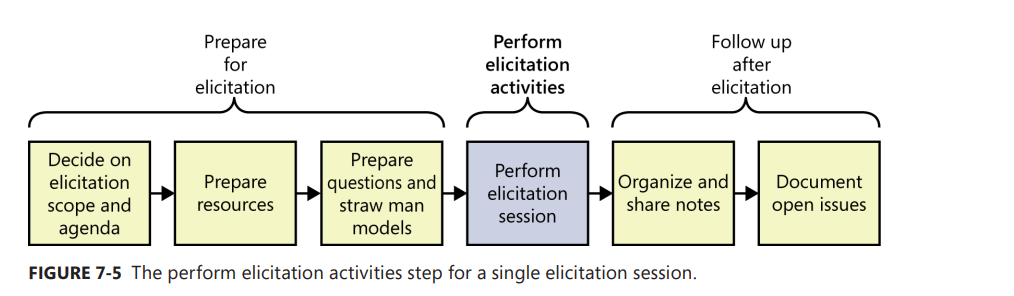 Prepare
for
elicitation
Perform
elicitation
activities
Follow up
after
elicitation
Decide on
elicitation
scope and
agenda
Prepare
resources
Prepare
questions and
straw man
models
Perform
elicitation
session
Organize and
share notes
Document
open issues
FIGURE 7-5 The perform elicitation activities step for a single elicitation session.